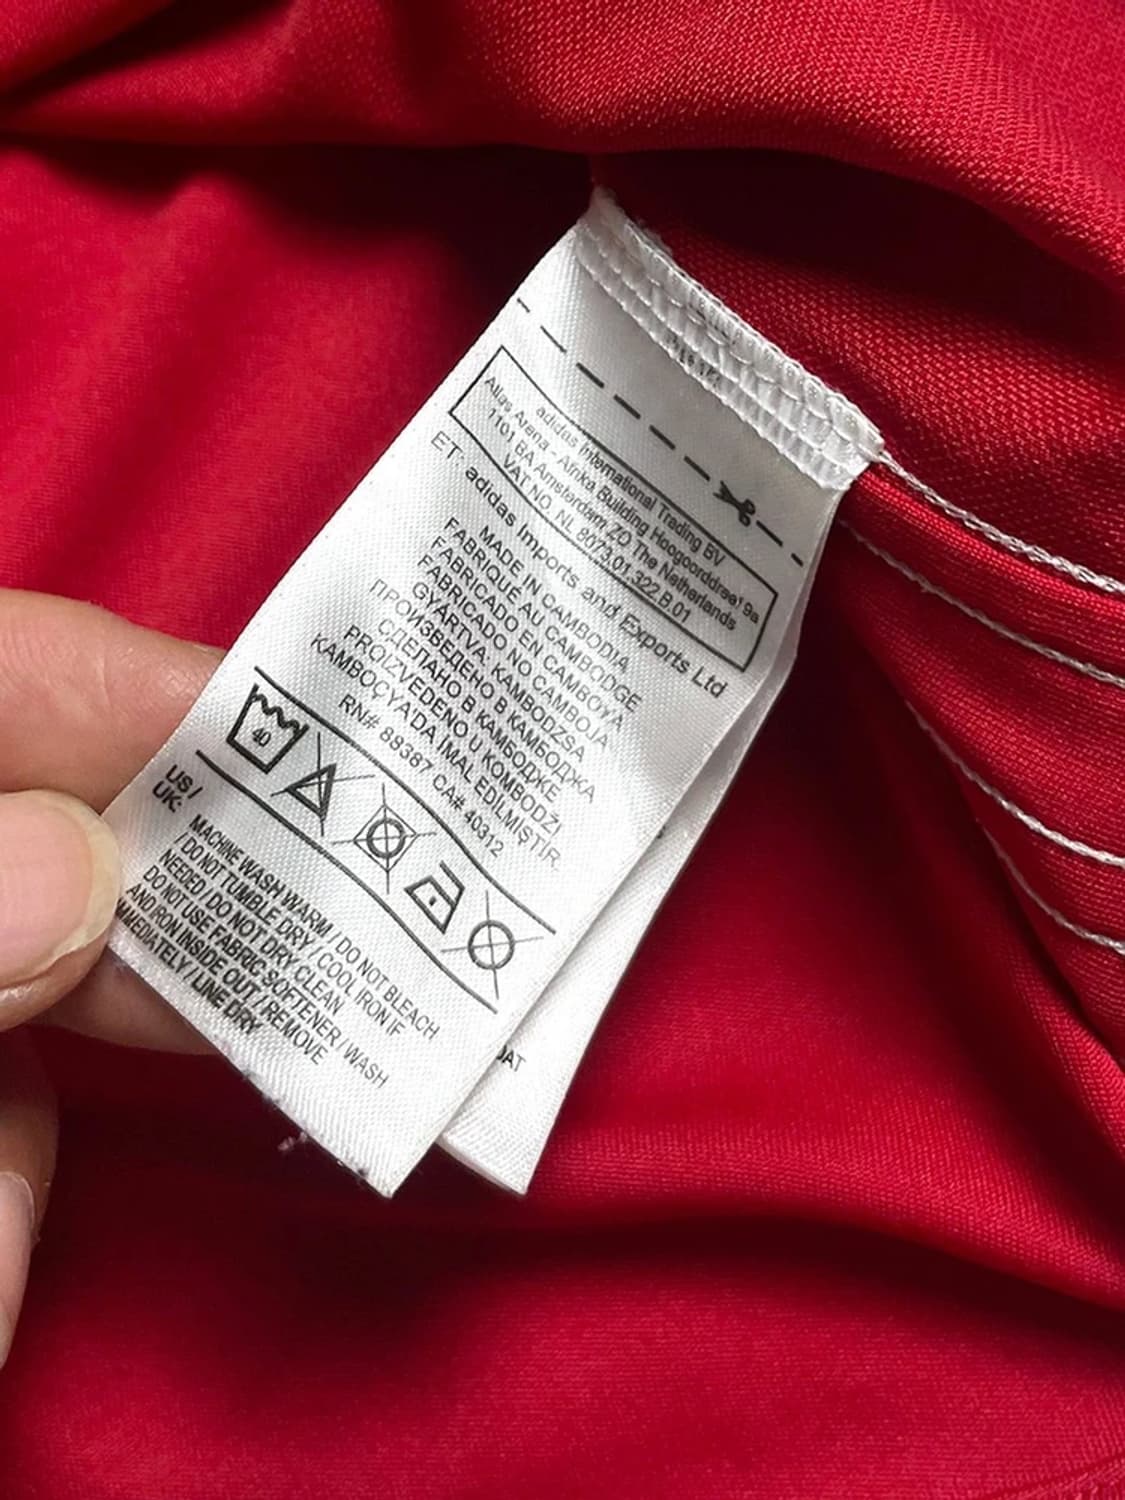 adidas International Trading BV
Atlas Arena - Afrika Building Hoogoorddreef 9a
1101 BA Amsterdam ZO The Netherlands
VAT.NO. NL 8073.01.322.B.01
ET: adidas Imports and Exports Ltd
MADE IN CAMBODIA
FABRIQUE AU CAMBODGE
FABRICADO EN CAMBOYA
FABRICADO NO CAMBOJA
GYÁRTVA: KAMBODZSA
ПРОИЗВЕДЕНО В КАМБОДЖА
СДЕЛАНО В КАМБОДЖЕ
PROIZVEDENO U KOMBODZI
KAMBOÇYA'DA İMAL EDİLMİŞTİR.
RN# 89387 CA# 40312
40
US /
UK:
MACHINE WASH WARM / DO NOT BLEACH
/ DO NOT TUMBLE DRY / COOL IRON IF
NEEDED / DO NOT DRY CLEAN
DO NOT USE FABRIC SOFTENER / WASH
AND IRON INSIDE OUT / REMOVE
IMMEDIATELY / LINE DRY